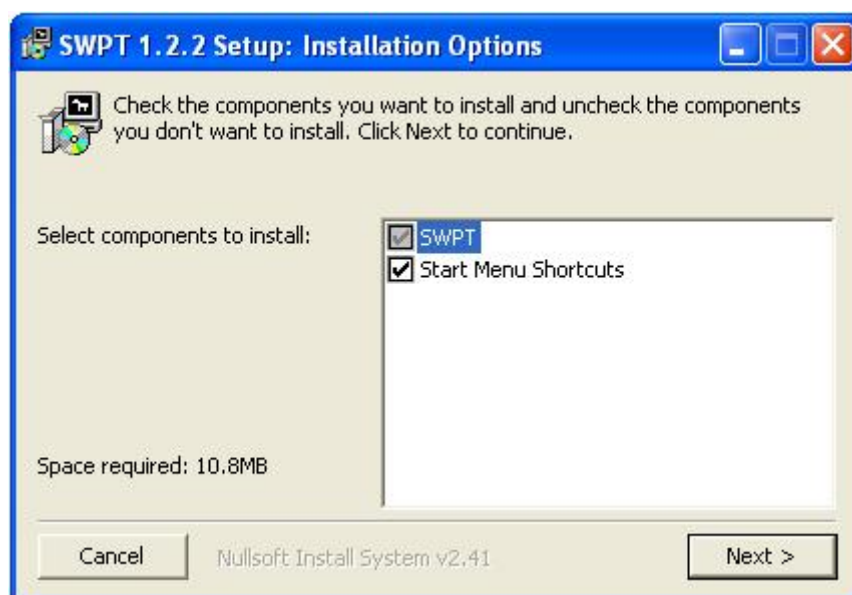 SWPT 1.2.2 Setup: Installation Options
Check the components you want to install and uncheck the components
you don't want to install. Click Next to continue.
Select components to install:
SWPT
Start Menu Shortcuts
Space required: 10.8MB
Cancel
Nullsoft Install System v2.41
Next >